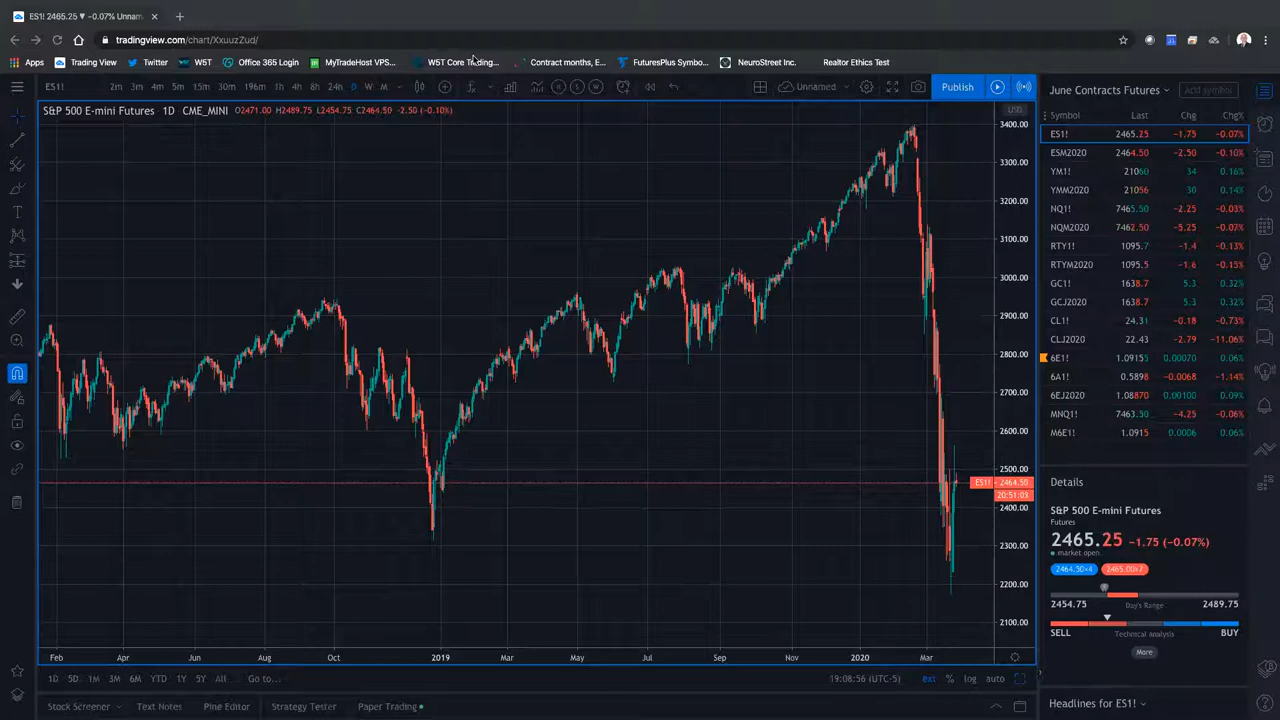 ES1! 2465.25 ▼ −0.07% Unnam
tradingview.com/chart/XxuuzZud/
Apps Trading View Twitter W5T Office 365 Login MyTradeHost VPS... W5T Core Trading... Contract months, E... FuturesPlus Symbo... NeuroStreet Inc. Realtor Ethics Test
ES1! 2m 3m 4m 5m 15m 30m 196m 1h 4h 8h 24h D W M Unnamed Publish
S&P 500 E-mini Futures · 1D CME_MINI O2471.00 H2489.75 L2454.75 C2464.50 −2.50 (−0.10%)
USD
3400.00
3300.00
3200.00
3100.00
3000.00
2900.00
2800.00
2700.00
2600.00
2500.00
ES1! 2464.50
20:51:03
2400.00
2300.00
2200.00
2100.00
Feb Apr Jun Aug Oct 2019 Mar May Jul Sep Nov 2020 Mar
1D 5D 1M 3M 6M YTD 1Y 5Y All Go to... 19:08:56 (UTC-5) ext % log auto
Stock Screener Text Notes Pine Editor Strategy Tester Paper Trading
June Contracts Futures Add symbol
Symbol Last Chg Chg%
ES1! 2465.25 −1.75 −0.07%
ESM2020 2464.50 −2.50 −0.10%
YM1! 21060 34 0.16%
YMM2020 21056 30 0.14%
NQ1! 7465.50 −2.25 −0.03%
NQM2020 7462.50 −5.25 −0.07%
RTY1! 1095.7 −1.4 −0.13%
RTYM2020 1095.5 −1.6 −0.15%
GC1! 1638.7 5.3 0.32%
GCJ2020 1638.7 5.3 0.32%
CL1! 24.31 −0.18 −0.73%
CLJ2020 22.43 −2.79 −11.06%
6E1! 1.09155 0.00070 0.06%
6A1! 0.5898 −0.0068 −1.14%
6EJ2020 1.08870 0.00100 0.09%
MNQ1! 7463.50 −4.25 −0.06%
M6E1! 1.0915 0.0006 0.06%
Details
S&P 500 E-mini Futures
Futures
2465.25 −1.75 (−0.07%)
market open
2464.50×4 2465.00×2
2454.75 Day's Range 2489.75
SELL Technical analysis BUY
More
Headlines for ES1!